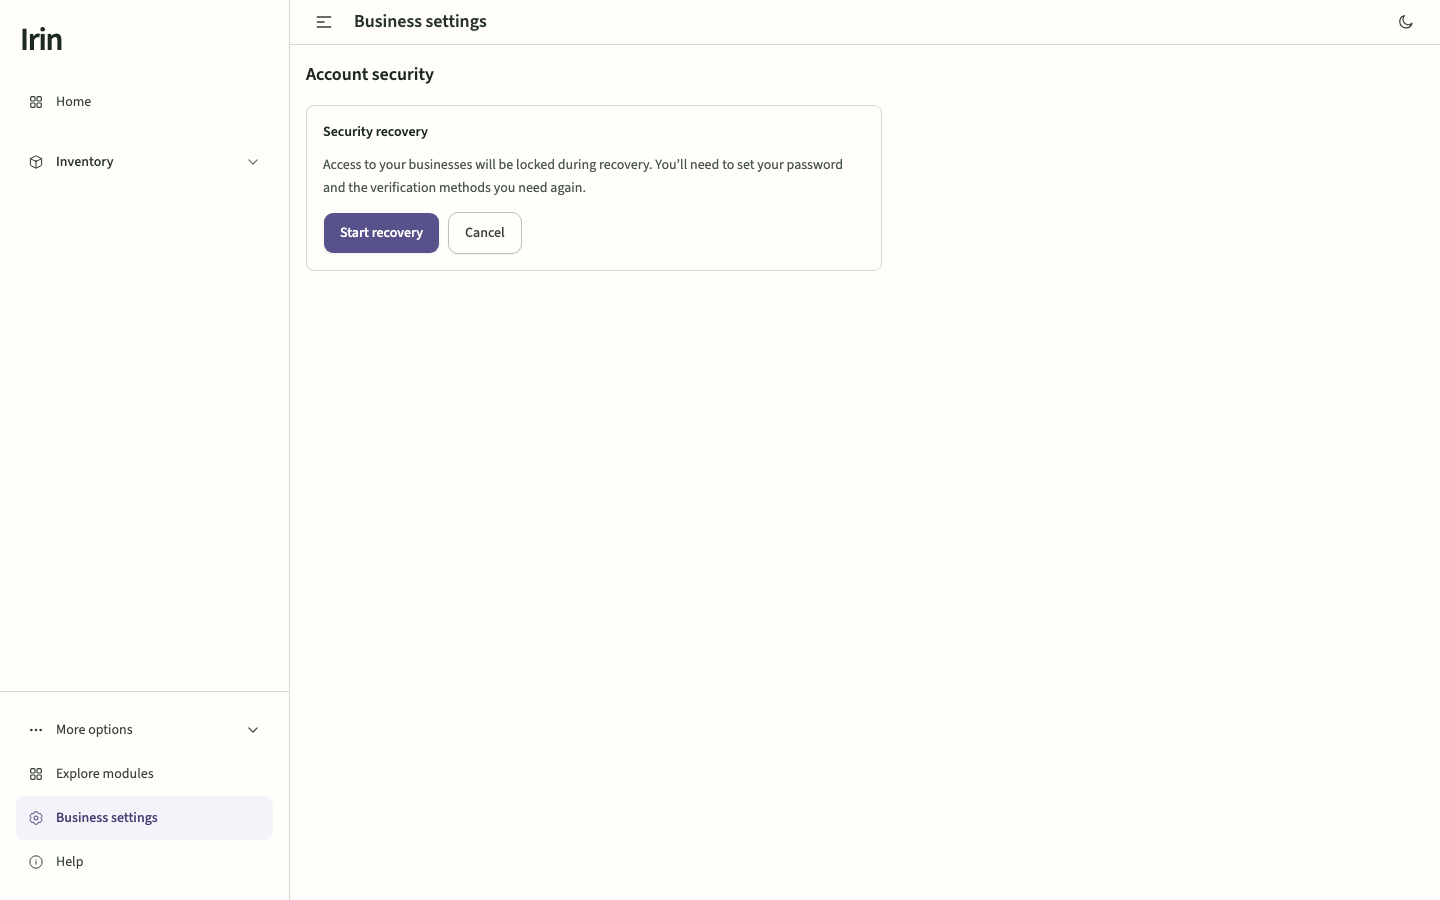 Irin
Home
Inventory
More options
Explore modules
Business settings
Help
Business settings
Account security
Security recovery
Access to your businesses will be locked during recovery. You’ll need to set your password
and the verification methods you need again.
Start recovery
Cancel